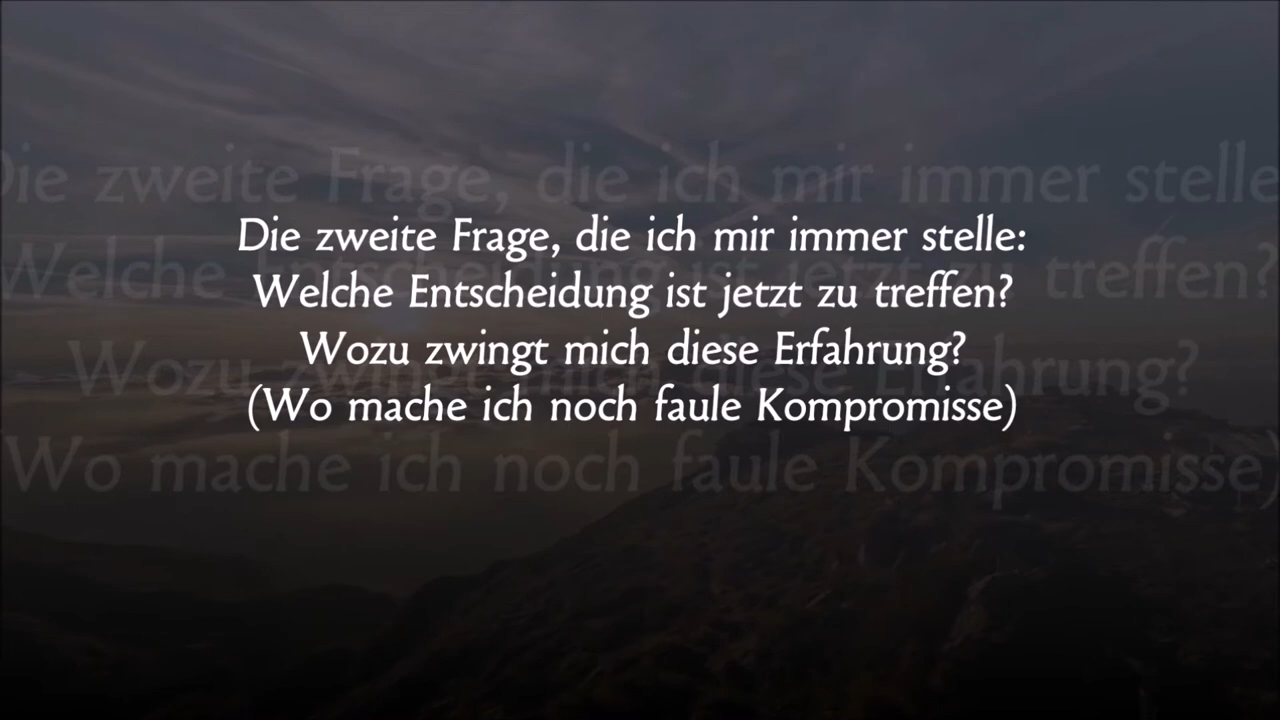 Die zweite Frage, die ich mir immer stelle:
Welche Entscheidung ist jetzt zu treffen?
Wozu zwingt mich diese Erfahrung?
(Wo mache ich noch faule Kompromisse)